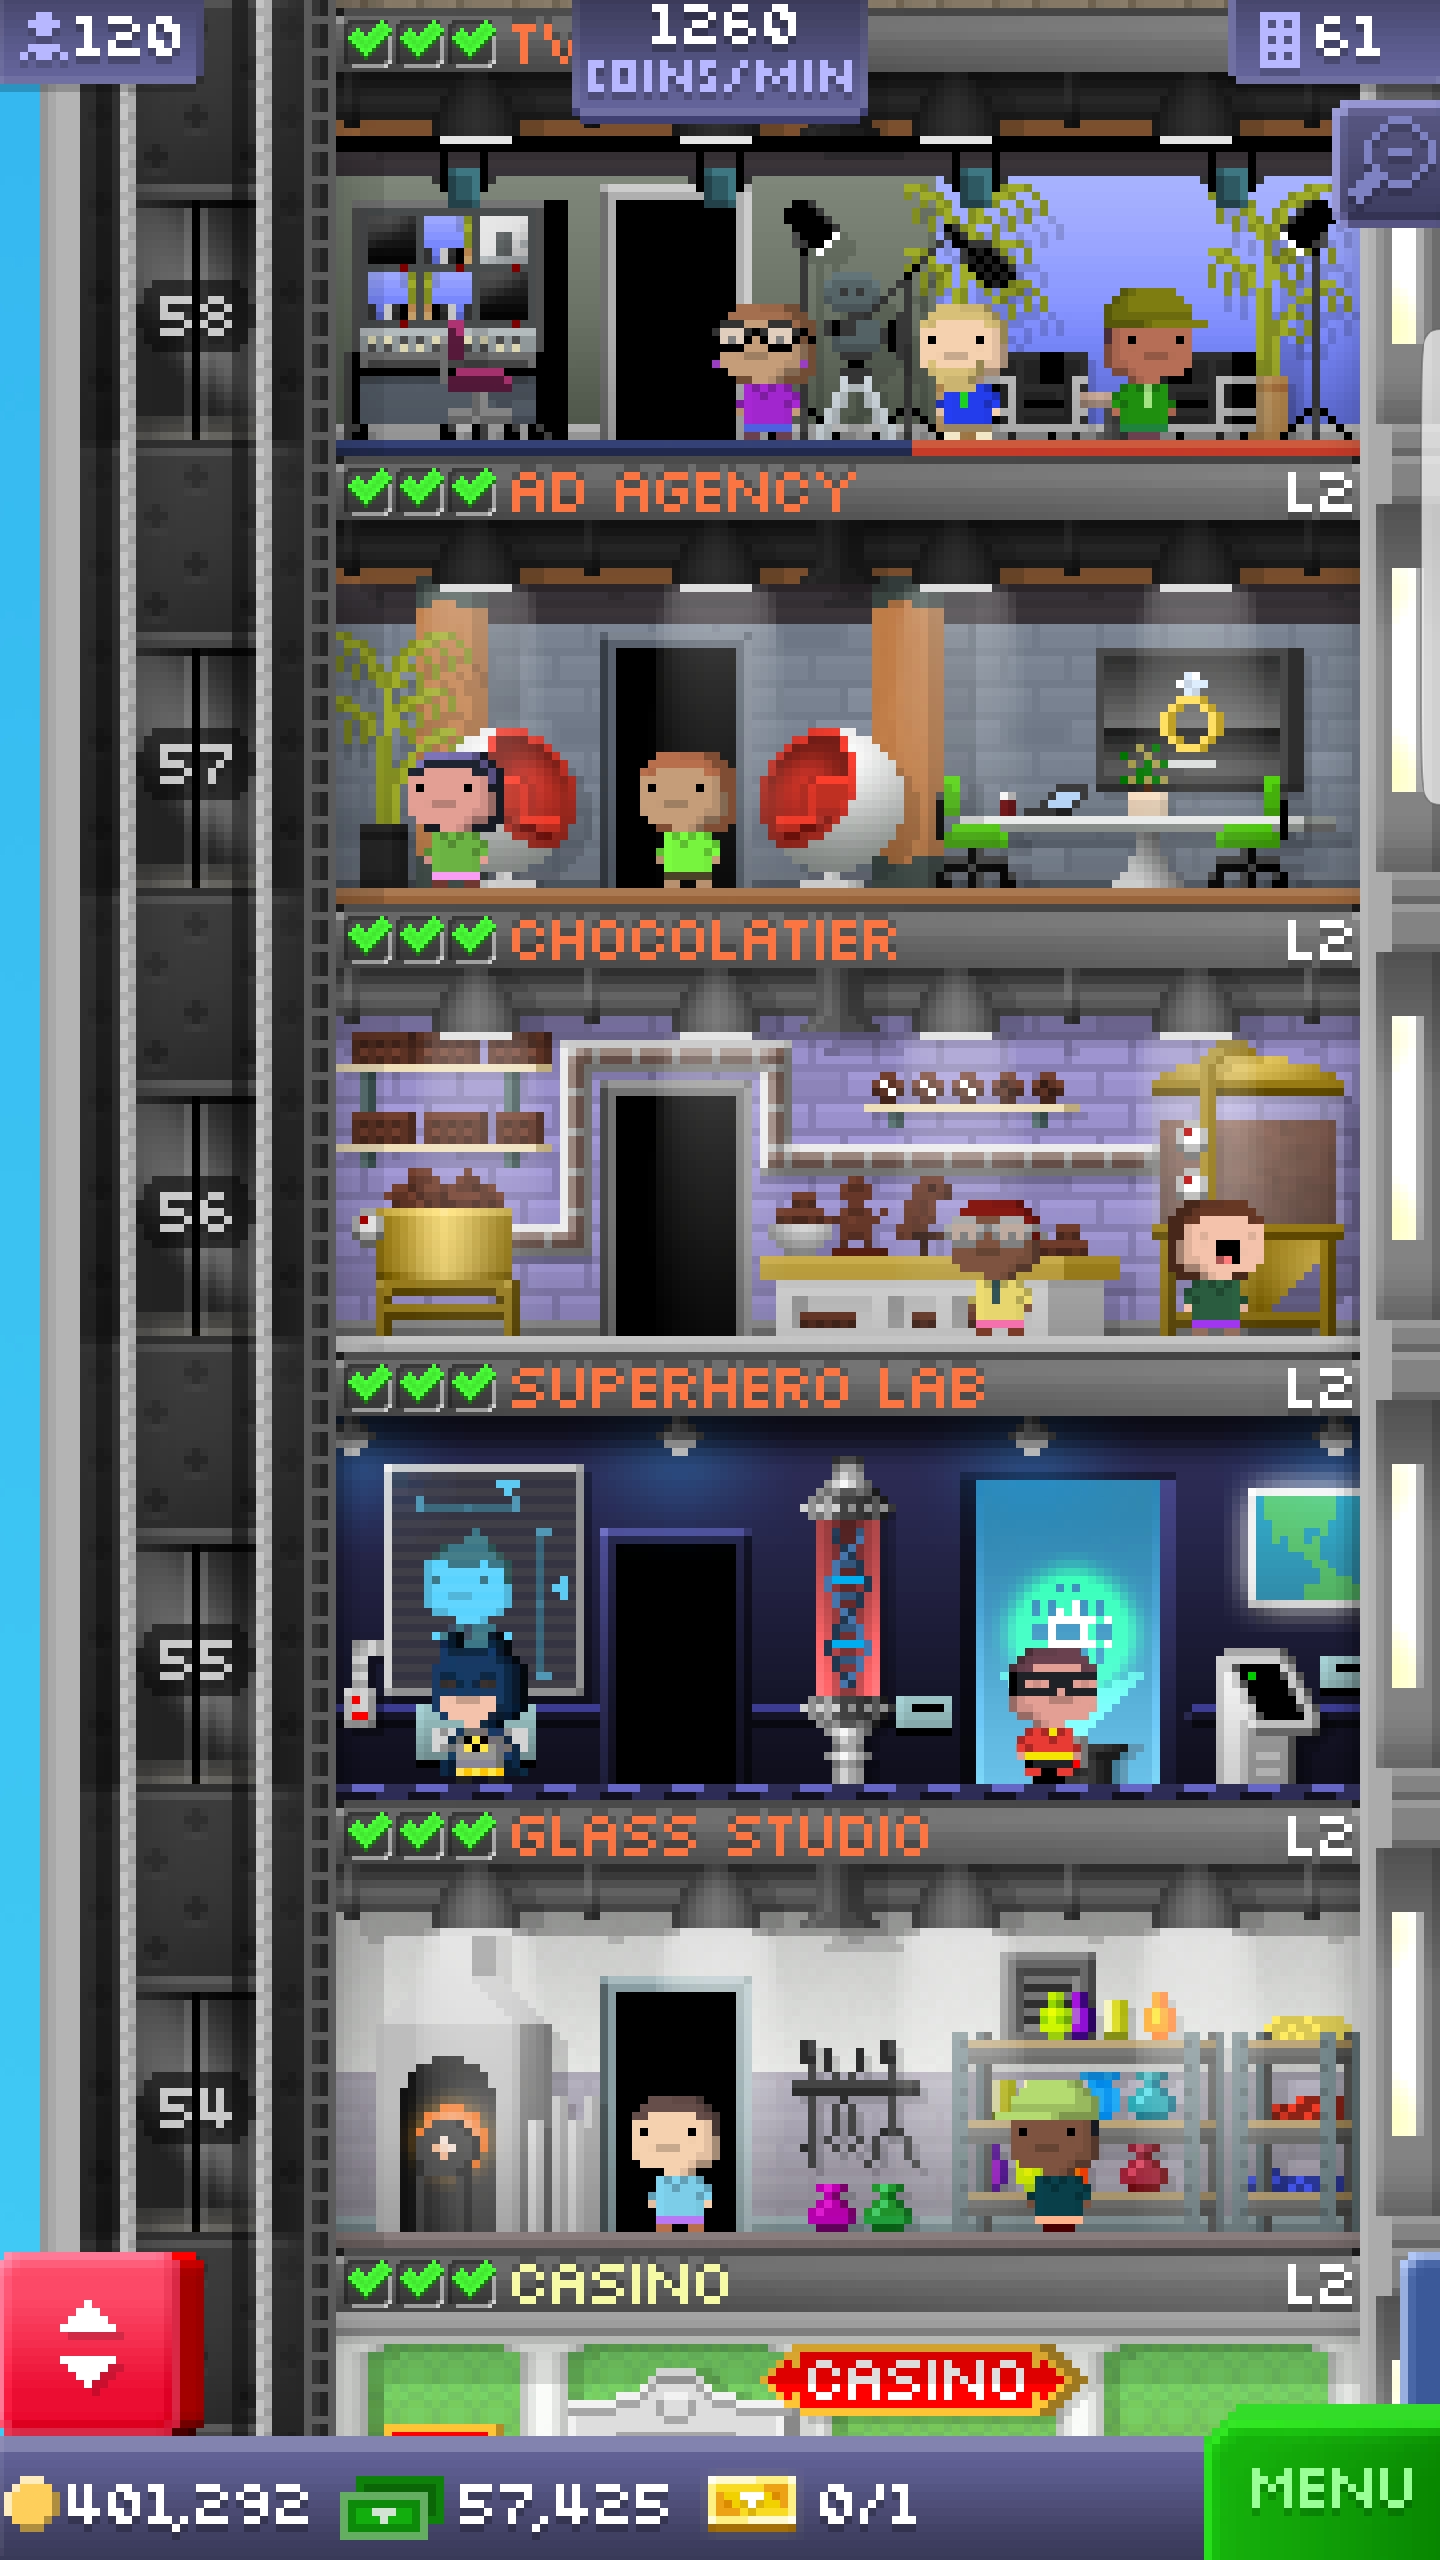 120
1260
COINS/MIN
61
TV
58
AD AGENCY L2
57
CHOCOLATIER L2
56
SUPERHERO LAB L2
55
GLASS STUDIO L2
54
CASINO L2
CASINO
401,292 57,425 0/1
MENU